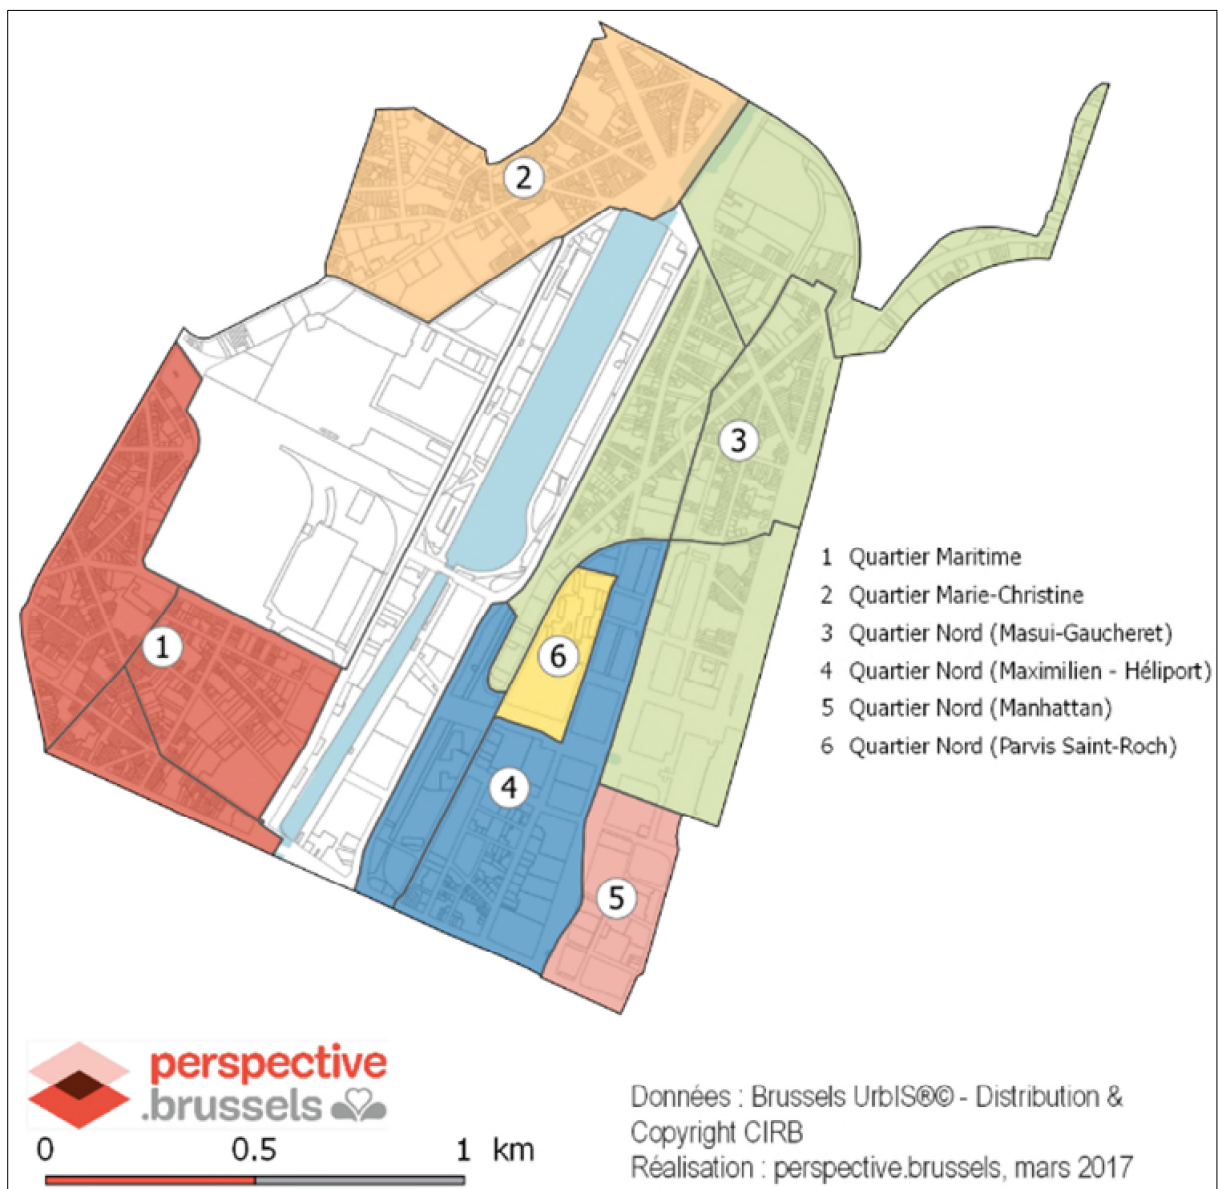 2
3
1
6
4
5
1 Quartier Maritime
2 Quartier Marie-Christine
3 Quartier Nord (Masui-Gaucheret)
4 Quartier Nord (Maximilien - Héliport)
5 Quartier Nord (Manhattan)
6 Quartier Nord (Parvis Saint-Roch)
perspective
.brussels
0 0.5 1 km
Données : Brussels UrbIS®© - Distribution &
Copyright CIRB
Réalisation : perspective.brussels, mars 2017